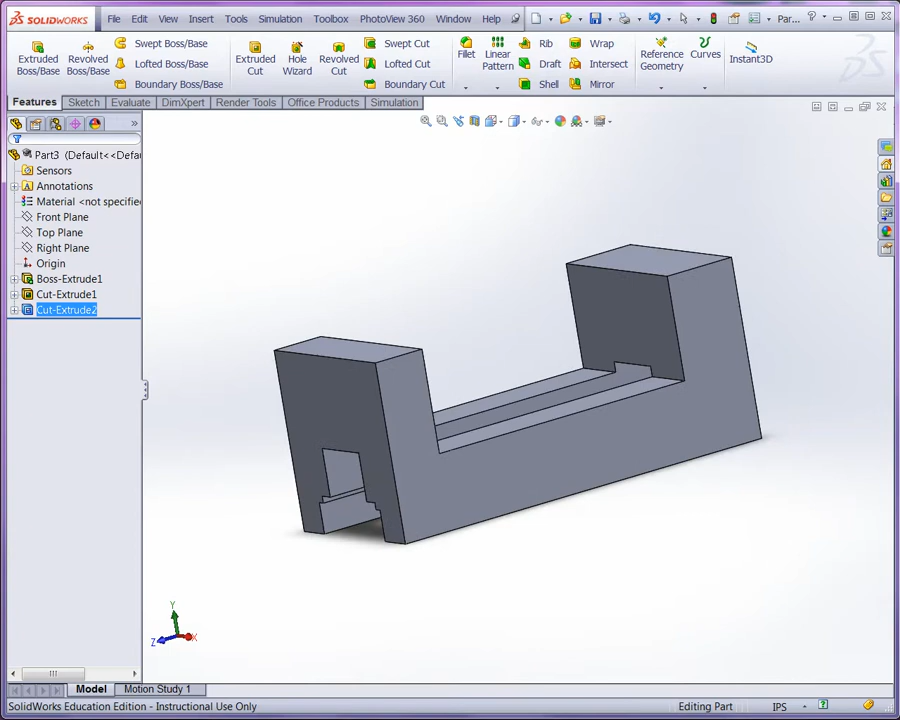 SOLIDWORKS File Edit View Insert Tools Simulation Toolbox PhotoView 360 Window Help Par... ?
Extruded Boss/Base
Revolved Boss/Base
Swept Boss/Base
Lofted Boss/Base
Boundary Boss/Base
Extruded Cut
Hole Wizard
Revolved Cut
Swept Cut
Lofted Cut
Boundary Cut
Fillet
Linear Pattern
Rib
Draft
Shell
Wrap
Intersect
Mirror
Reference Geometry
Curves
Instant3D
Features Sketch Evaluate DimXpert Render Tools Office Products Simulation
Part3 (Default<<Defau
Sensors
Annotations
Material <not specifie
Front Plane
Top Plane
Right Plane
Origin
Boss-Extrude1
Cut-Extrude1
Cut-Extrude2
Y
Z
X
Model Motion Study 1
SolidWorks Education Edition - Instructional Use Only Editing Part IPS